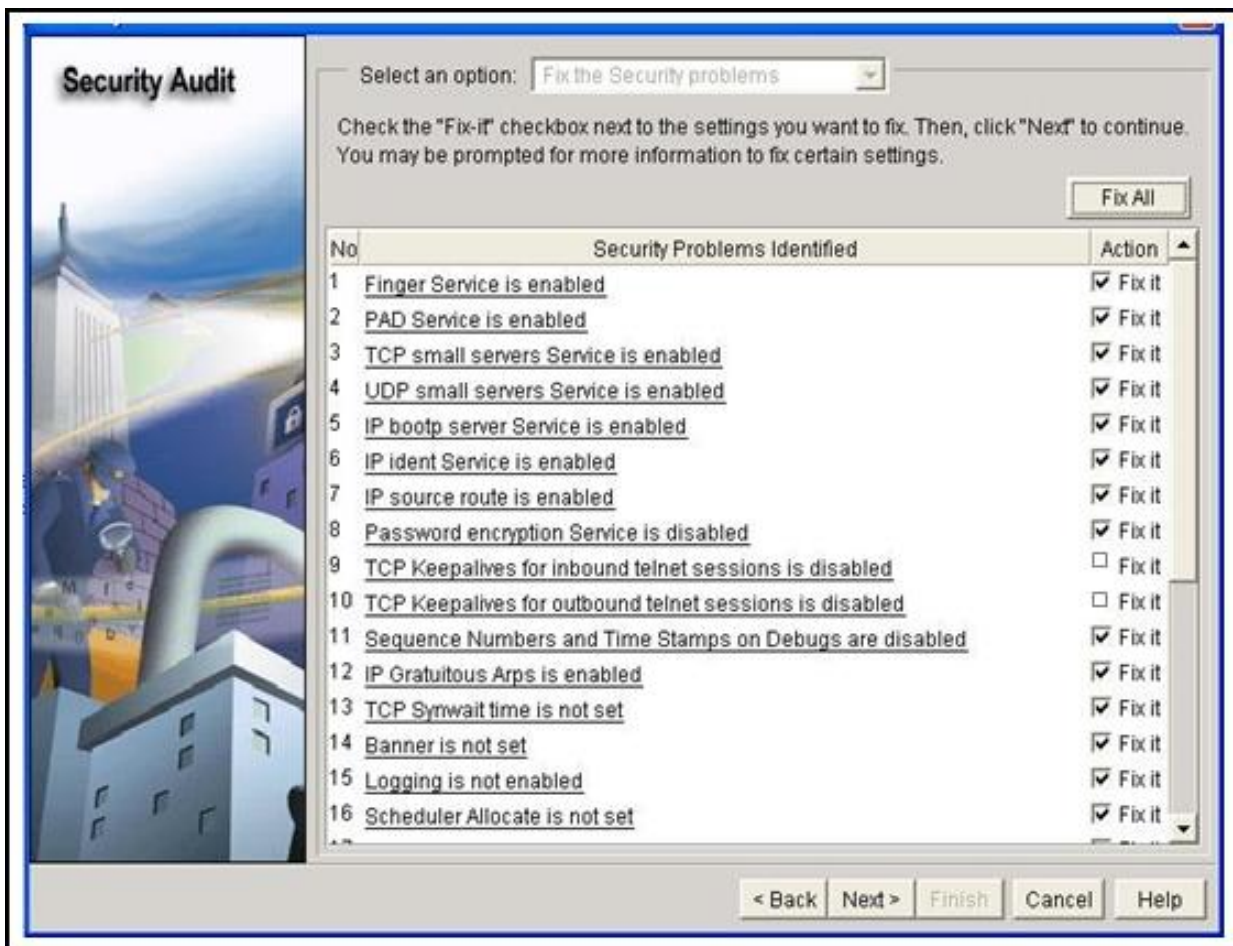 Security Audit
Select an option: Fix the Security problems
Check the "Fix-it" checkbox next to the settings you want to fix. Then, click "Next" to continue.
You may be prompted for more information to fix certain settings.
Fix All
No Security Problems Identified Action
1 Finger Service is enabled Fix it
2 PAD Service is enabled Fix it
3 TCP small servers Service is enabled Fix it
4 UDP small servers Service is enabled Fix it
5 IP bootp server Service is enabled Fix it
6 IP ident Service is enabled Fix it
7 IP source route is enabled Fix it
8 Password encryption Service is disabled Fix it
9 TCP Keepalives for inbound telnet sessions is disabled Fix it
10 TCP Keepalives for outbound telnet sessions is disabled Fix it
11 Sequence Numbers and Time Stamps on Debugs are disabled Fix it
12 IP Gratuitous Arps is enabled Fix it
13 TCP Synwait time is not set Fix it
14 Banner is not set Fix it
15 Logging is not enabled Fix it
16 Scheduler Allocate is not set Fix it
< Back Next > Finish Cancel Help